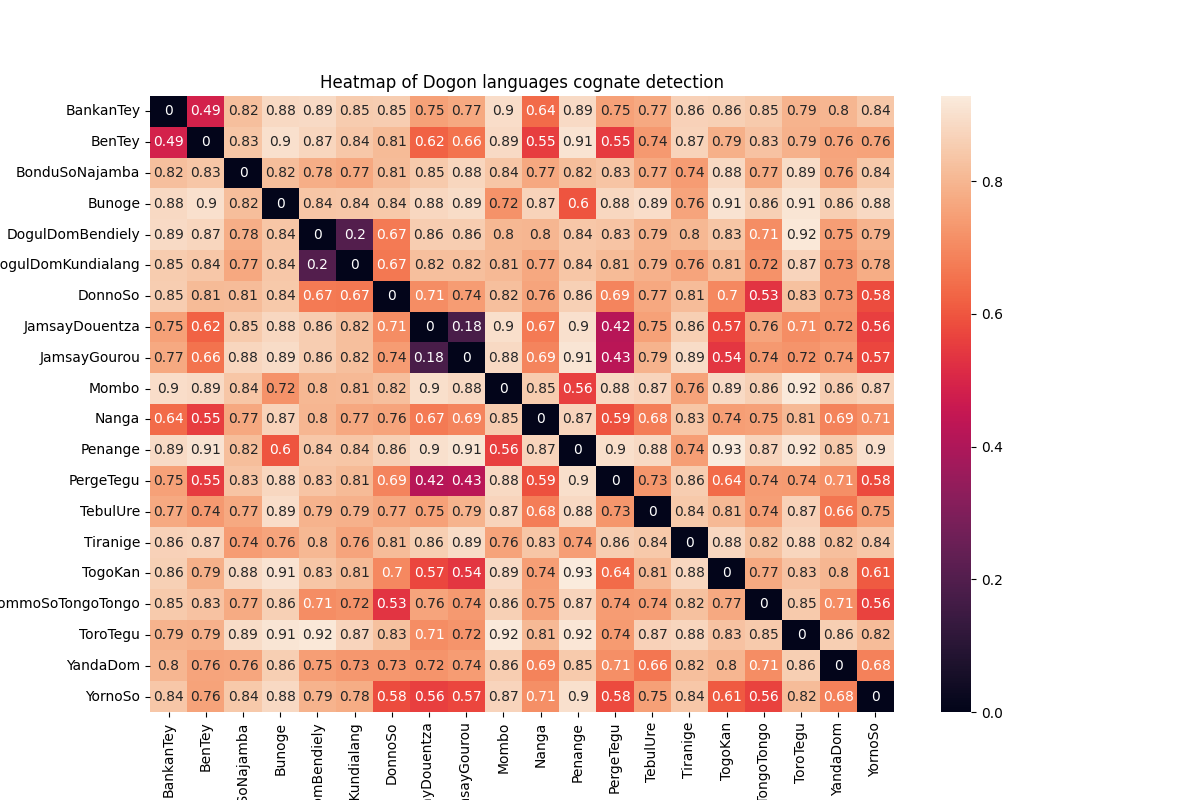 Heatmap of Dogon languages cognate detection
BankanTey 0 0.49 0.82 0.88 0.89 0.85 0.85 0.75 0.77 0.9 0.64 0.89 0.75 0.77 0.86 0.86 0.85 0.79 0.8 0.84
BenTey 0.49 0 0.83 0.9 0.87 0.84 0.81 0.62 0.66 0.89 0.55 0.91 0.55 0.74 0.87 0.79 0.83 0.79 0.76 0.76
BonduSoNajamba 0.82 0.83 0 0.82 0.78 0.77 0.81 0.85 0.88 0.84 0.77 0.82 0.83 0.77 0.74 0.88 0.77 0.89 0.76 0.84
Bunoge 0.88 0.9 0.82 0 0.84 0.84 0.84 0.88 0.89 0.72 0.87 0.6 0.88 0.89 0.76 0.91 0.86 0.91 0.86 0.88
DogulDomBendiely 0.89 0.87 0.78 0.84 0 0.2 0.67 0.86 0.86 0.8 0.8 0.84 0.83 0.79 0.8 0.83 0.71 0.92 0.75 0.79
ogulDomKundialang 0.85 0.84 0.77 0.84 0.2 0 0.67 0.82 0.82 0.81 0.77 0.84 0.81 0.79 0.76 0.81 0.72 0.87 0.73 0.78
DonnoSo 0.85 0.81 0.81 0.84 0.67 0.67 0 0.71 0.74 0.82 0.76 0.86 0.69 0.77 0.81 0.7 0.53 0.83 0.73 0.58
JamsayDouentza 0.75 0.62 0.85 0.88 0.86 0.82 0.71 0 0.18 0.9 0.67 0.9 0.42 0.75 0.86 0.57 0.76 0.71 0.72 0.56
JamsayGourou 0.77 0.66 0.88 0.89 0.86 0.82 0.74 0.18 0 0.88 0.69 0.91 0.43 0.79 0.89 0.54 0.74 0.72 0.74 0.57
Mombo 0.9 0.89 0.84 0.72 0.8 0.81 0.82 0.9 0.88 0 0.85 0.56 0.88 0.87 0.76 0.89 0.86 0.92 0.86 0.87
Nanga 0.64 0.55 0.77 0.87 0.8 0.77 0.76 0.67 0.69 0.85 0 0.87 0.59 0.68 0.83 0.74 0.75 0.81 0.69 0.71
Penange 0.89 0.91 0.82 0.6 0.84 0.84 0.86 0.9 0.91 0.56 0.87 0 0.9 0.88 0.74 0.93 0.87 0.92 0.85 0.9
PergeTegu 0.75 0.55 0.83 0.88 0.83 0.81 0.69 0.42 0.43 0.88 0.59 0.9 0 0.73 0.86 0.64 0.74 0.74 0.71 0.58
TebulUre 0.77 0.74 0.77 0.89 0.79 0.79 0.77 0.75 0.79 0.87 0.68 0.88 0.73 0 0.84 0.81 0.74 0.87 0.66 0.75
Tiranige 0.86 0.87 0.74 0.76 0.8 0.76 0.81 0.86 0.89 0.76 0.83 0.74 0.86 0.84 0 0.88 0.82 0.88 0.82 0.84
TogoKan 0.86 0.79 0.88 0.91 0.83 0.81 0.7 0.57 0.54 0.89 0.74 0.93 0.64 0.81 0.88 0 0.77 0.83 0.8 0.61
ommoSoTongoTongo 0.85 0.83 0.77 0.86 0.71 0.72 0.53 0.76 0.74 0.86 0.75 0.87 0.74 0.74 0.82 0.77 0 0.85 0.71 0.56
ToroTegu 0.79 0.79 0.89 0.91 0.92 0.87 0.83 0.71 0.72 0.92 0.81 0.92 0.74 0.87 0.88 0.83 0.85 0 0.86 0.82
YandaDom 0.8 0.76 0.76 0.86 0.75 0.73 0.73 0.72 0.74 0.86 0.69 0.85 0.71 0.66 0.82 0.8 0.71 0.86 0 0.68
YornoSo 0.84 0.76 0.84 0.88 0.79 0.78 0.58 0.56 0.57 0.87 0.71 0.9 0.58 0.75 0.84 0.61 0.56 0.82 0.68 0
BankanTey
BenTey
SoNajamba
Bunoge
omBendiely
Kundialang
DonnoSo
ayDouentza
msayGourou
Mombo
Nanga
Penange
PergeTegu
TebulUre
Tiranige
TogoKan
TongoTongo
ToroTegu
YandaDom
YornoSo
0.8
0.6
0.4
0.2
0.0